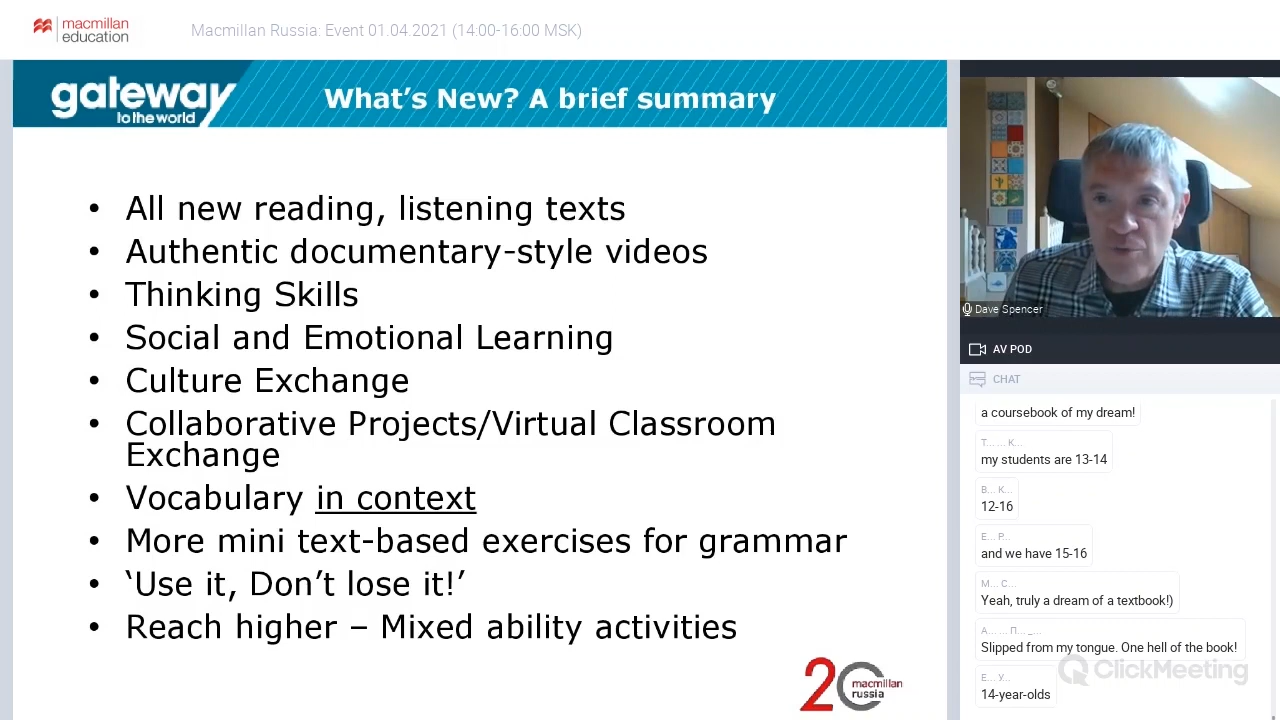 macmillan
education
Macmillan Russia: Event 01.04.2021 (14:00-16:00 MSK)
gateway
to the world
What's New? A brief summary
• All new reading, listening texts
• Authentic documentary-style videos
• Thinking Skills
• Social and Emotional Learning
• Culture Exchange
• Collaborative Projects/Virtual Classroom
Exchange
• Vocabulary in context
• More mini text-based exercises for grammar
• ‘Use it, Don’t lose it!’
• Reach higher – Mixed ability activities
20
macmillan
russia
Dave Spencer
AV POD
CHAT
a coursebook of my dream!
T... ... K...
my students are 13-14
B... K...
12-16
E... P...
and we have 15-16
M... C...
Yeah, truly a dream of a textbook!)
A... ... П... _...
Slipped from my tongue. One hell of the book!
E... У...
14-year-olds
ClickMeeting